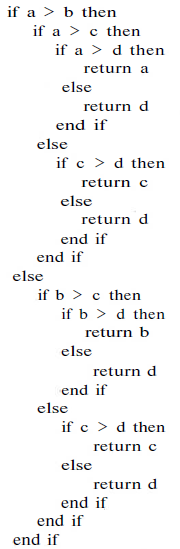 if a > b then
if a > c then
if a > d then
return a
else
return d
end if
else
if c > d then
return c
else
return d
end if
end if
else
if b > c then
if b > d then
return b
else
return d
end if
else
if c > d then
return c
else
return d
end if
end if
end if